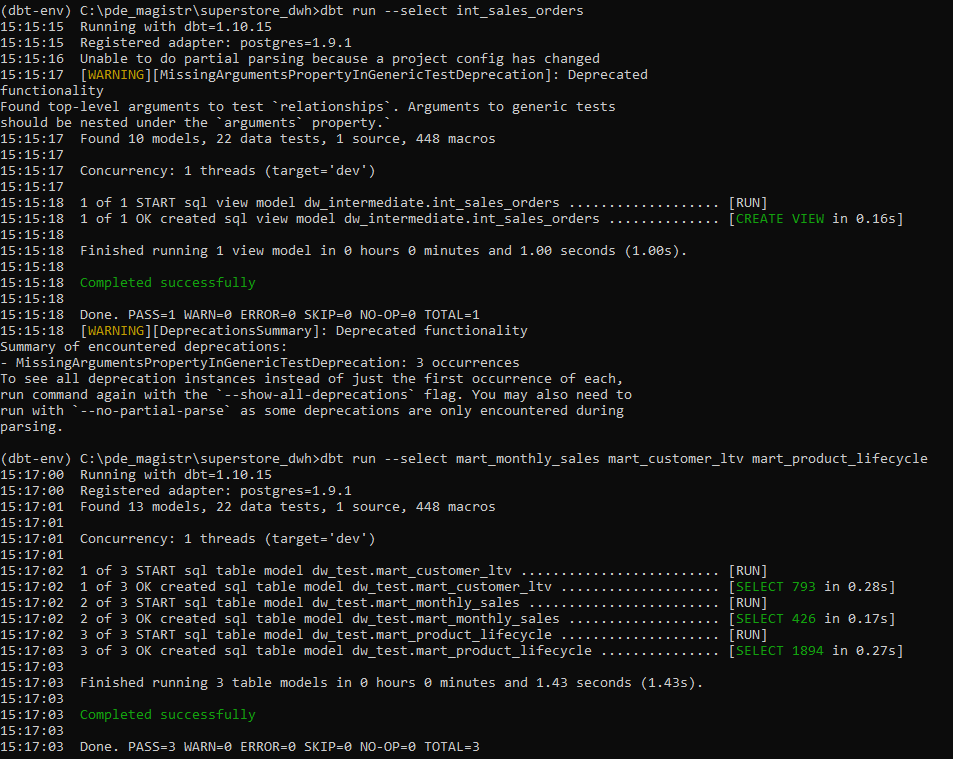 (dbt-env) C:\pde_magistr\superstore_dwh>dbt run --select int_sales_orders
15:15:15  Running with dbt=1.10.15
15:15:15  Registered adapter: postgres=1.9.1
15:15:16  Unable to do partial parsing because a project config has changed
15:15:17  [WARNING][MissingArgumentsPropertyInGenericTestDeprecation]: Deprecated
functionality
Found top-level arguments to test `relationships`. Arguments to generic tests
should be nested under the `arguments` property.`
15:15:17  Found 10 models, 22 data tests, 1 source, 448 macros
15:15:17
15:15:17  Concurrency: 1 threads (target='dev')
15:15:17
15:15:18  1 of 1 START sql view model dw_intermediate.int_sales_orders ................... [RUN]
15:15:18  1 of 1 OK created sql view model dw_intermediate.int_sales_orders .............. [CREATE VIEW in 0.16s]
15:15:18
15:15:18  Finished running 1 view model in 0 hours 0 minutes and 1.00 seconds (1.00s).
15:15:18
15:15:18  Completed successfully
15:15:18
15:15:18  Done. PASS=1 WARN=0 ERROR=0 SKIP=0 NO-OP=0 TOTAL=1
15:15:18  [WARNING][DeprecationsSummary]: Deprecated functionality
Summary of encountered deprecations:
- MissingArgumentsPropertyInGenericTestDeprecation: 3 occurrences
To see all deprecation instances instead of just the first occurrence of each,
run command again with the `--show-all-deprecations` flag. You may also need to
run with `--no-partial-parse` as some deprecations are only encountered during
parsing.
(dbt-env) C:\pde_magistr\superstore_dwh>dbt run --select mart_monthly_sales mart_customer_ltv mart_product_lifecycle
15:17:00  Running with dbt=1.10.15
15:17:00  Registered adapter: postgres=1.9.1
15:17:01  Found 13 models, 22 data tests, 1 source, 448 macros
15:17:01
15:17:01  Concurrency: 1 threads (target='dev')
15:17:01
15:17:02  1 of 3 START sql table model dw_test.mart_customer_ltv ......................... [RUN]
15:17:02  1 of 3 OK created sql table model dw_test.mart_customer_ltv .................... [SELECT 793 in 0.28s]
15:17:02  2 of 3 START sql table model dw_test.mart_monthly_sales ........................ [RUN]
15:17:02  2 of 3 OK created sql table model dw_test.mart_monthly_sales ................... [SELECT 426 in 0.17s]
15:17:02  3 of 3 START sql table model dw_test.mart_product_lifecycle .................... [RUN]
15:17:03  3 of 3 OK created sql table model dw_test.mart_product_lifecycle ............... [SELECT 1894 in 0.27s]
15:17:03
15:17:03  Finished running 3 table models in 0 hours 0 minutes and 1.43 seconds (1.43s).
15:17:03
15:17:03  Completed successfully
15:17:03
15:17:03  Done. PASS=3 WARN=0 ERROR=0 SKIP=0 NO-OP=0 TOTAL=3